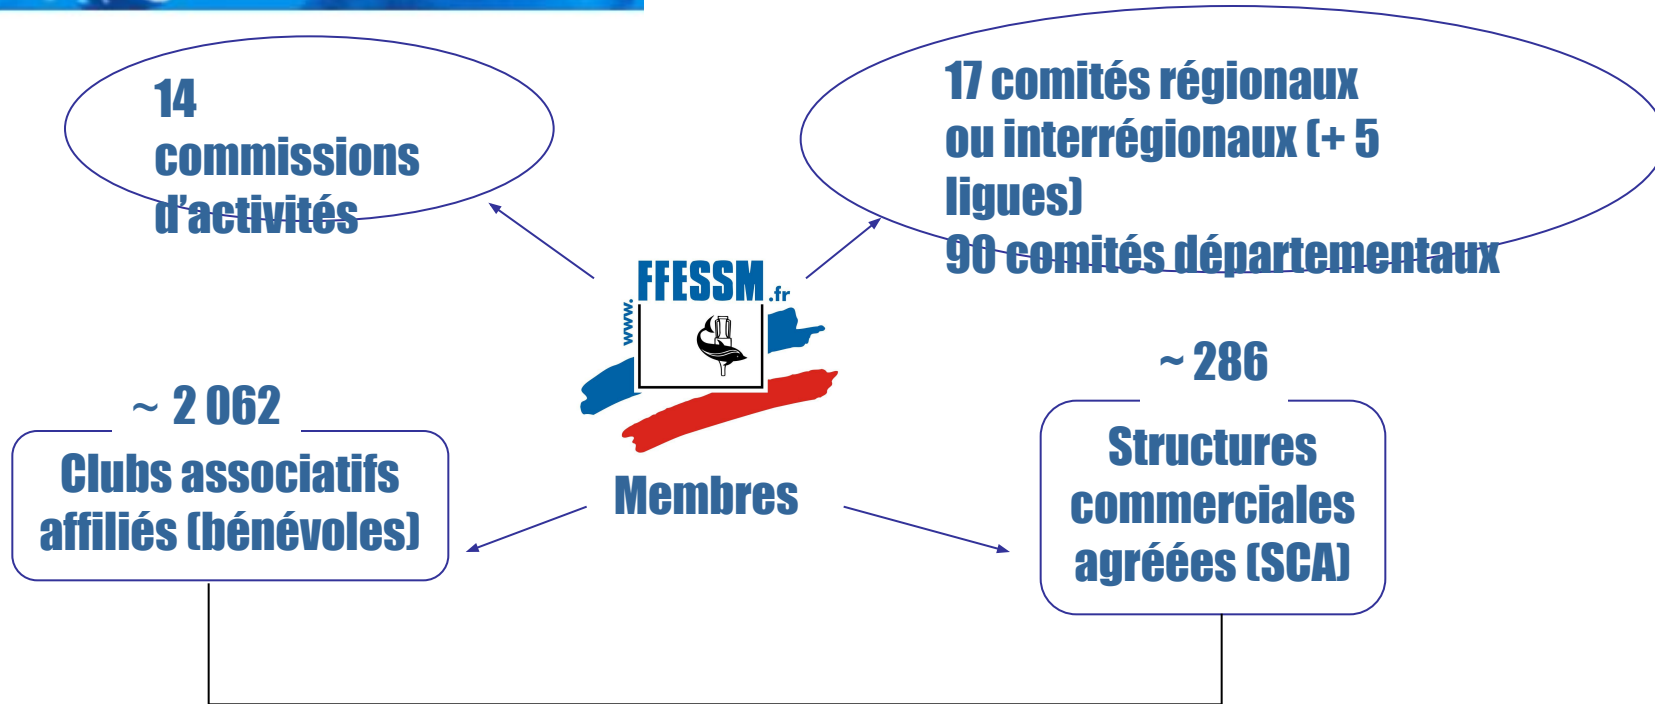 14
commissions
d'activités
17 comités régionaux
ou interrégionaux (+ 5
ligues)
90 comités départementaux
www.
FFESSM
.fr
~ 2 062
Clubs associatifs
affiliés (bénévoles)
Membres
~ 286
Structures
commerciales
agréées (SCA)